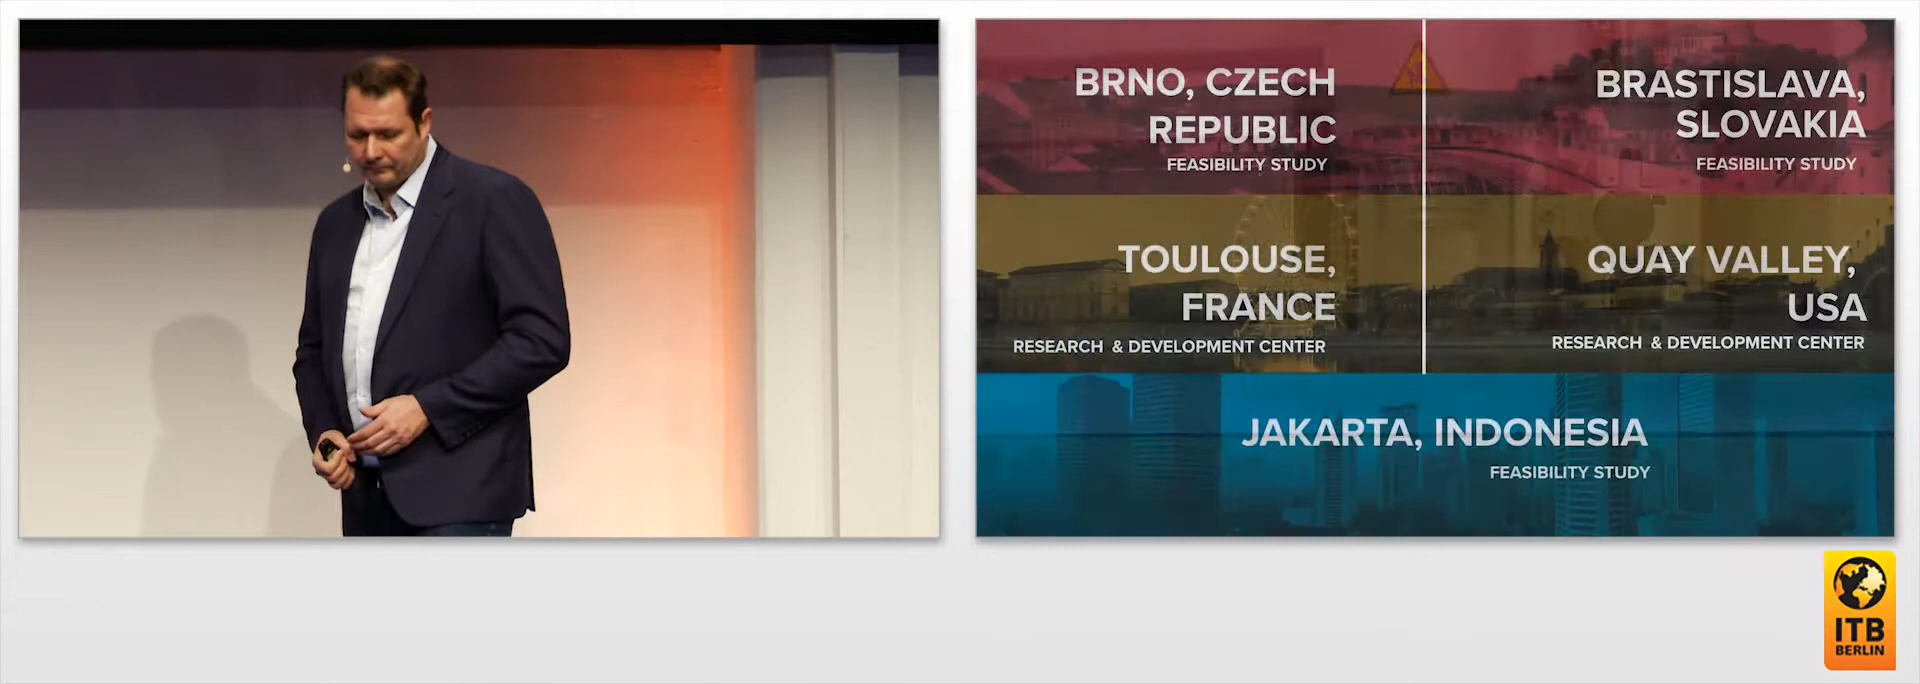 BRNO, CZECH
REPUBLIC
FEASIBILITY STUDY
BRASTISLAVA,
SLOVAKIA
FEASIBILITY STUDY
TOULOUSE,
FRANCE
RESEARCH & DEVELOPMENT CENTER
QUAY VALLEY,
USA
RESEARCH & DEVELOPMENT CENTER
JAKARTA, INDONESIA
FEASIBILITY STUDY
ITB
BERLIN